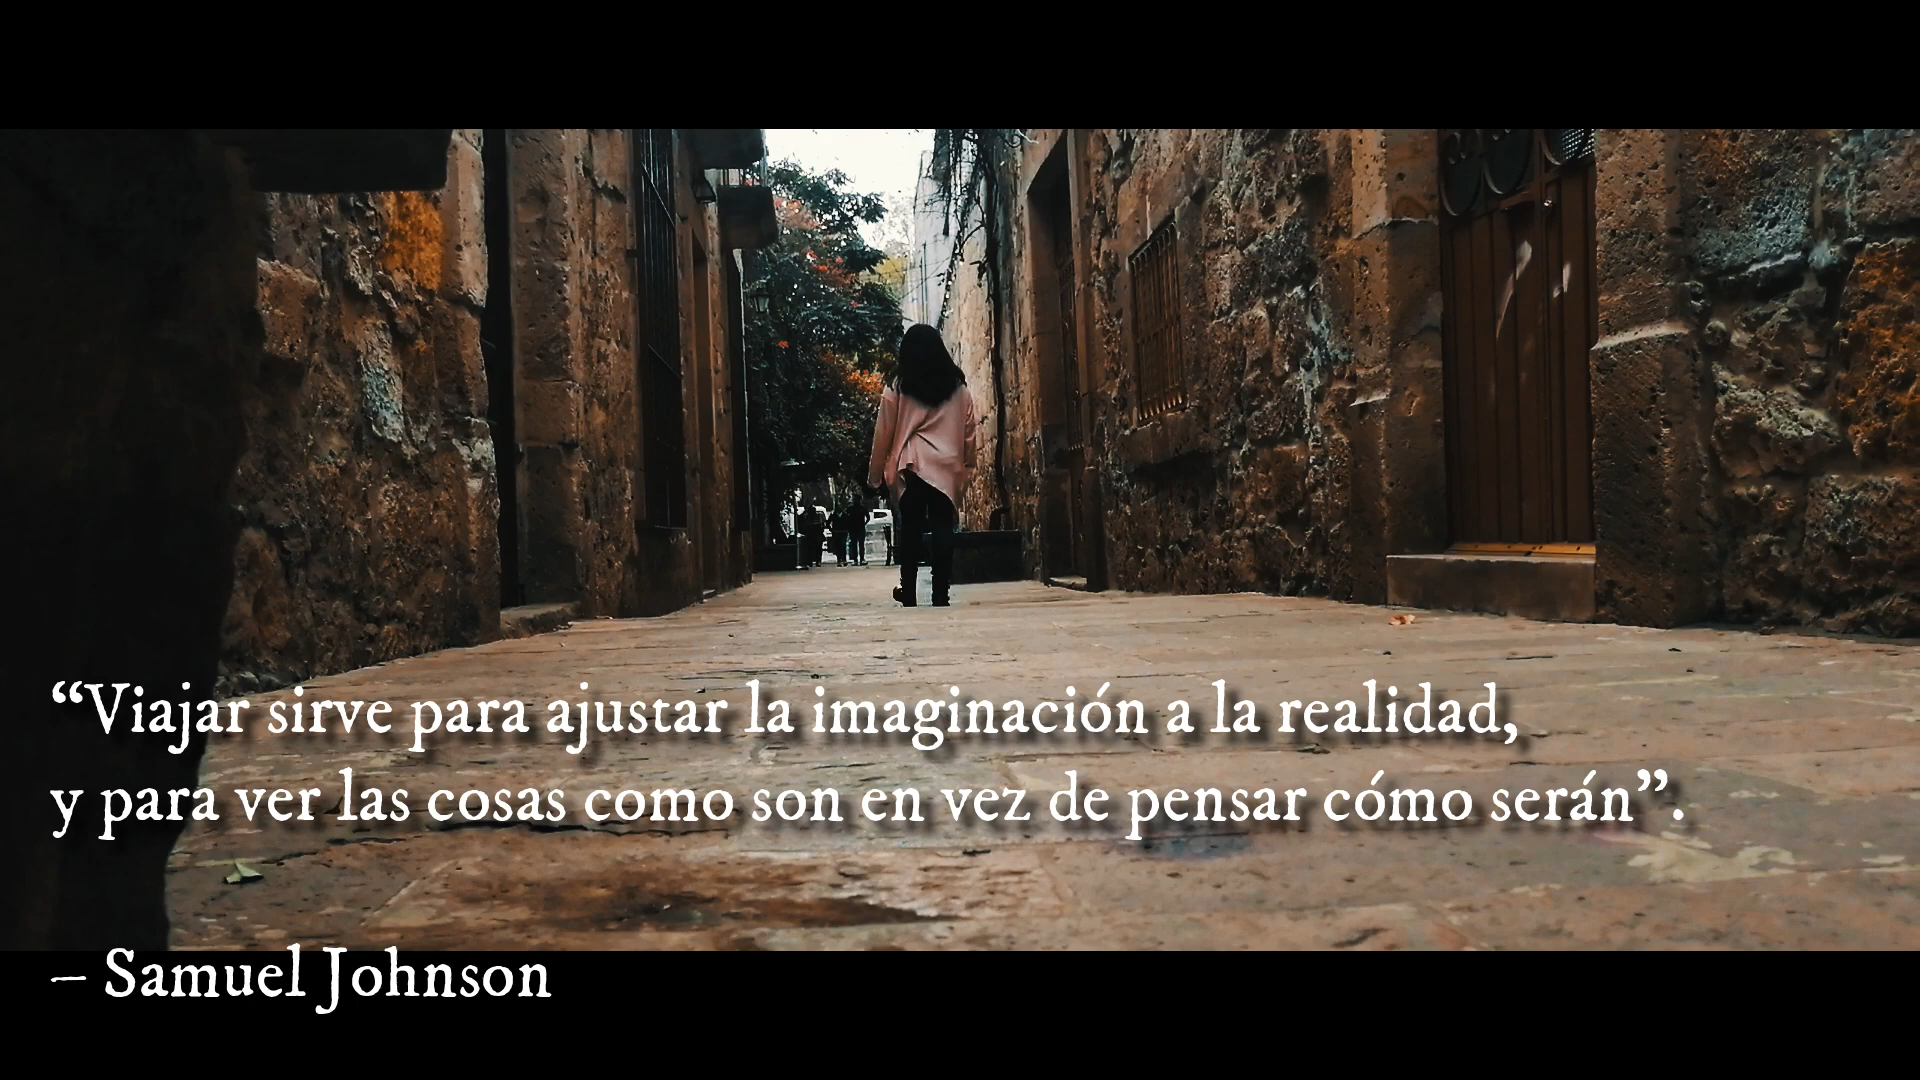 “Viajar sirve para ajustar la imaginación a la realidad,
y para ver las cosas como son en vez de pensar cómo serán”.
– Samuel Johnson